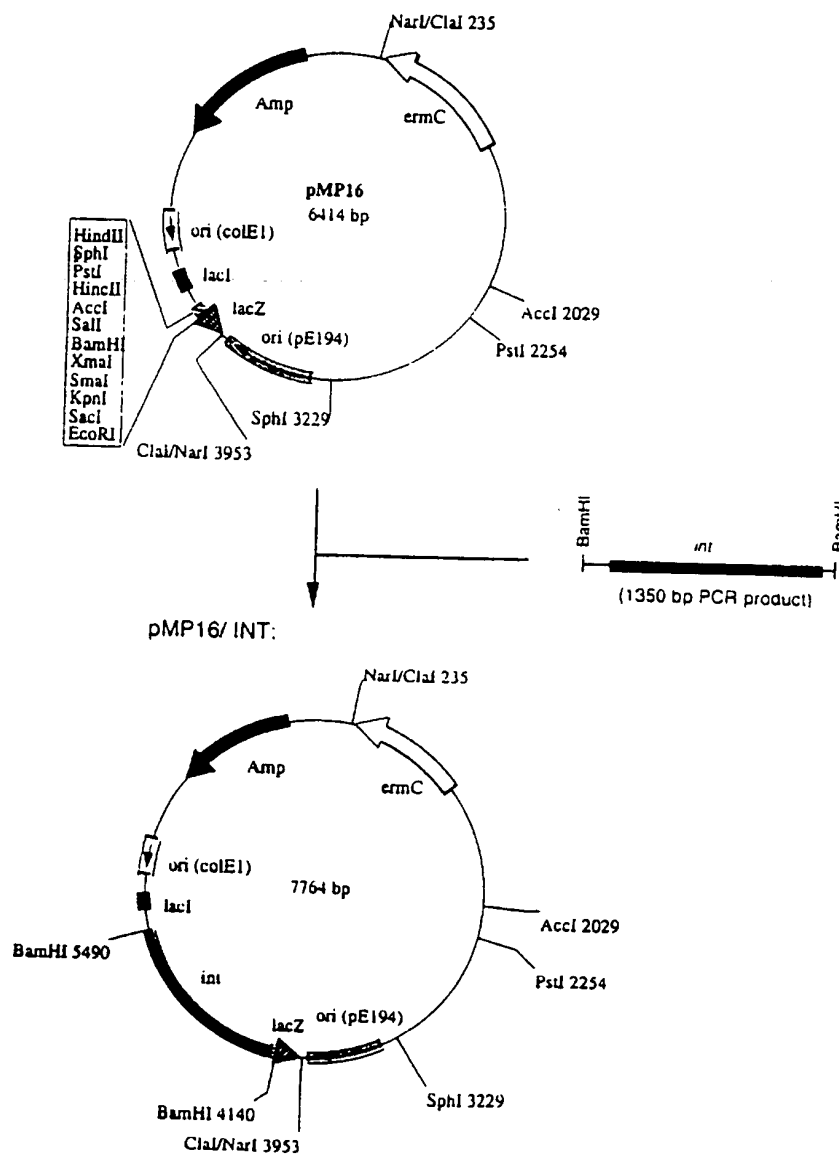 NarI/ClaI 235
Amp
ermC
pMP16
6414 bp
ori (colE1)
HindII
SphI
PstI
HincII
AccI
SalI
BamHI
XmaI
SmaI
KpnI
SacI
EcoRI
lacI
lacZ
ori (pE194)
AccI 2029
PstI 2254
SphI 3229
ClaI/NarI 3953
BamHI
int
(1350 bp PCR product)
pMP16/ INT:
NarI/ClaI 235
Amp
ermC
ori (colE1)
7764 bp
lacI
AccI 2029
BamHI 5490
PstI 2254
int
lacZ
ori (pE194)
SphI 3229
BamHI 4140
ClaI/NarI 3953